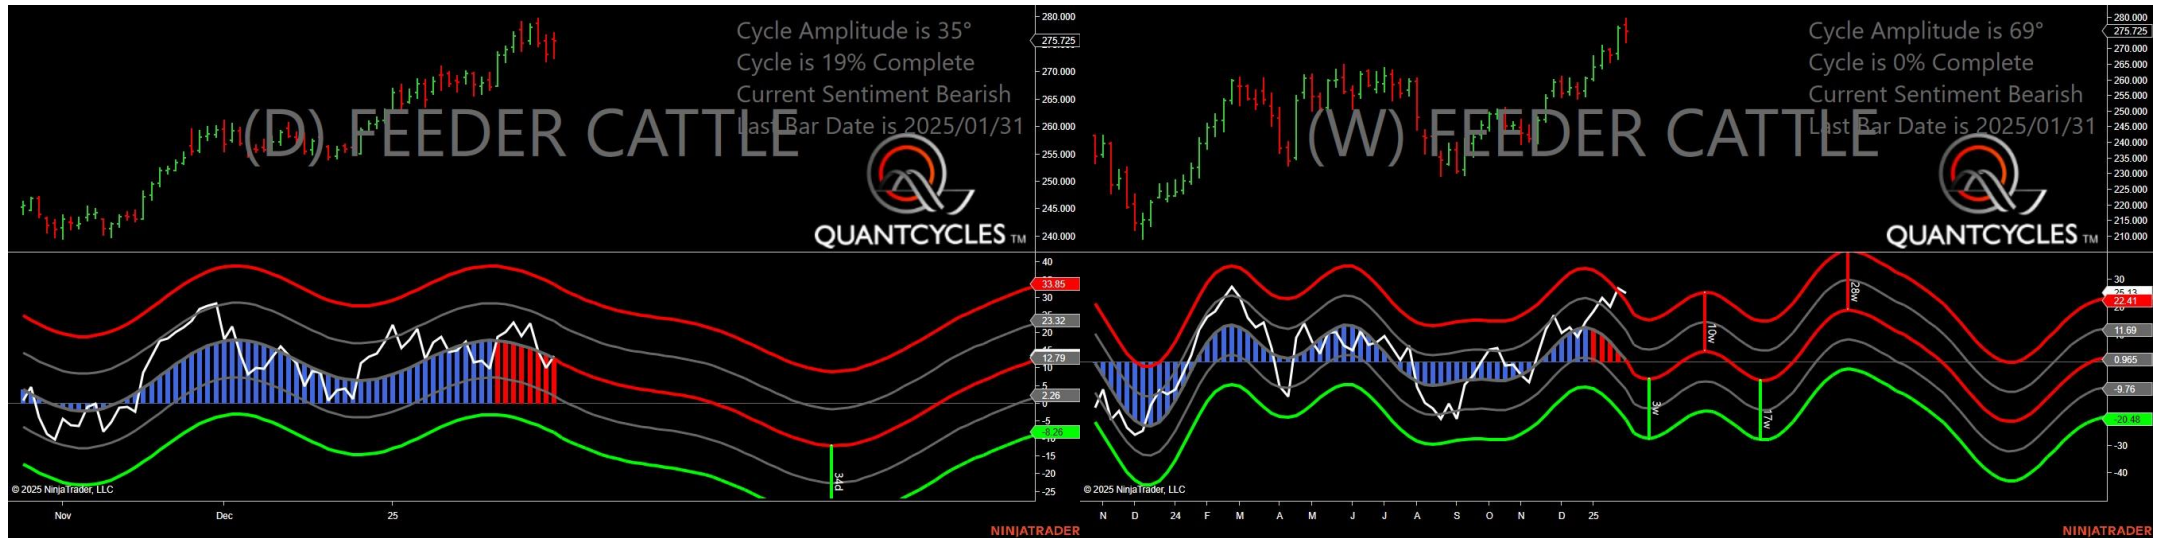 Cycle Amplitude is 35°
Cycle is 19% Complete
Current Sentiment Bearish
Last Bar Date is 2025/01/31
(D) FEEDER CATTLE
QUANTCYCLES TM
280.000
275.725
270.000
265.000
260.000
255.000
250.000
245.000
240.000
40
33.85
30
23.32
20
12.79
10
5
2.26
0
-5
-8.26
-15
-20
-25
34d
© 2025 NinjaTrader, LLC
Nov Dec 25
NINJATRADER
Cycle Amplitude is 69°
Cycle is 0% Complete
Current Sentiment Bearish
Last Bar Date is 2025/01/31
(W) FEEDER CATTLE
QUANTCYCLES TM
280.000
275.725
270.000
265.000
260.000
255.000
250.000
245.000
240.000
235.000
230.000
225.000
220.000
215.000
210.000
30
25.13
22.41
11.69
0.965
-9.76
-20.48
-30
-40
3w
10w
17w
28w
© 2025 NinjaTrader, LLC
N D 24 F M A M J J A S O N D 25
NINJATRADER